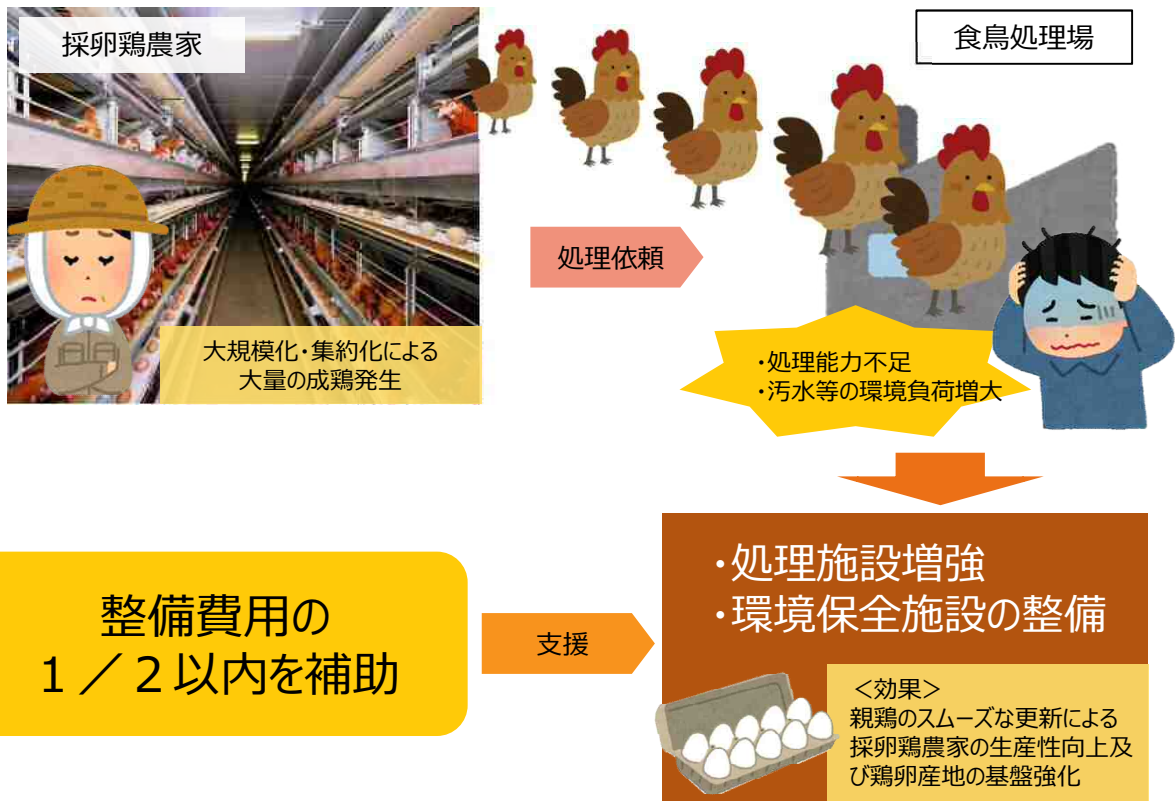 採卵鶏農家
食鳥処理場
処理依頼
大規模化・集約化による
大量の成鶏発生
・処理能力不足
・汚水等の環境負荷増大
・処理施設増強
・環境保全施設の整備
整備費用の
１／２以内を補助
支援
＜効果＞
親鶏のスムーズな更新による
採卵鶏農家の生産性向上及
び鶏卵産地の基盤強化